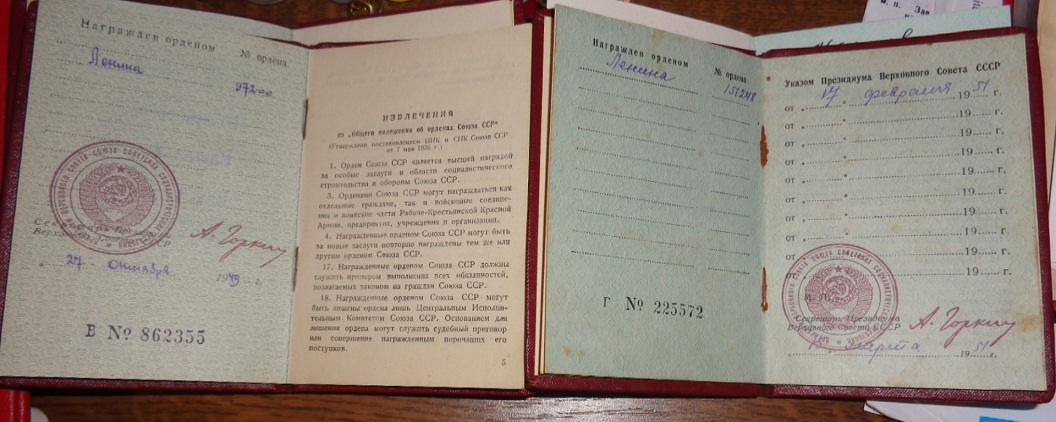 Награжден орденом
№ ордена
Ленина
97200
Секретарь Президиума
Верховного Совета СССР
А. Горкин
27 октября 1949 г.
В № 862355
ИЗВЛЕЧЕНИЯ
из „Общего положения об орденах Союза ССР"
(Утверждено постановлением ЦИК и СНК Союза ССР
от 7 мая 1936 г.)
1. Орден Союза ССР является высшей наградой
за особые заслуги в области социалистического
строительства и обороны Союза ССР.
3. Орденами Союза ССР могут награждаться как
отдельные граждане, так и войсковые соедине-
ния и воинские части Рабоче-Крестьянской Красной
Армии, предприятия, учреждения и организации.
4. Награжденные орденом Союза ССР могут быть
за новые заслуги повторно награждены тем же или
другим орденом Союза ССР.
17. Награжденные орденом Союза ССР должны
служить примером выполнения всех обязанностей,
возлагаемых законом на граждан СССР.
18. Награжденные орденом Союза ССР могут
быть лишены ордена лишь Центральным Исполни-
тельным Комитетом Союза ССР. Основанием для
лишения ордена могут служить судебный приговор
или совершение награжденным порочащих его
поступков.
5
Награжден орденом
№ ордена
Ленина
151248
Г № 225572
Указом Президиума Верховного Совета СССР
от „17" февраля 1951 г.
от „ " 19 г.
от „ " 19 г.
от „ " 19 г.
от „ " 19 г.
от „ " 19 г.
от „ " 19 г.
от „ " 19 г.
от 19 г.
М. П.
Секретарь Президиума
Верховного Совета СССР
А. Горкин
марта 1951 г.